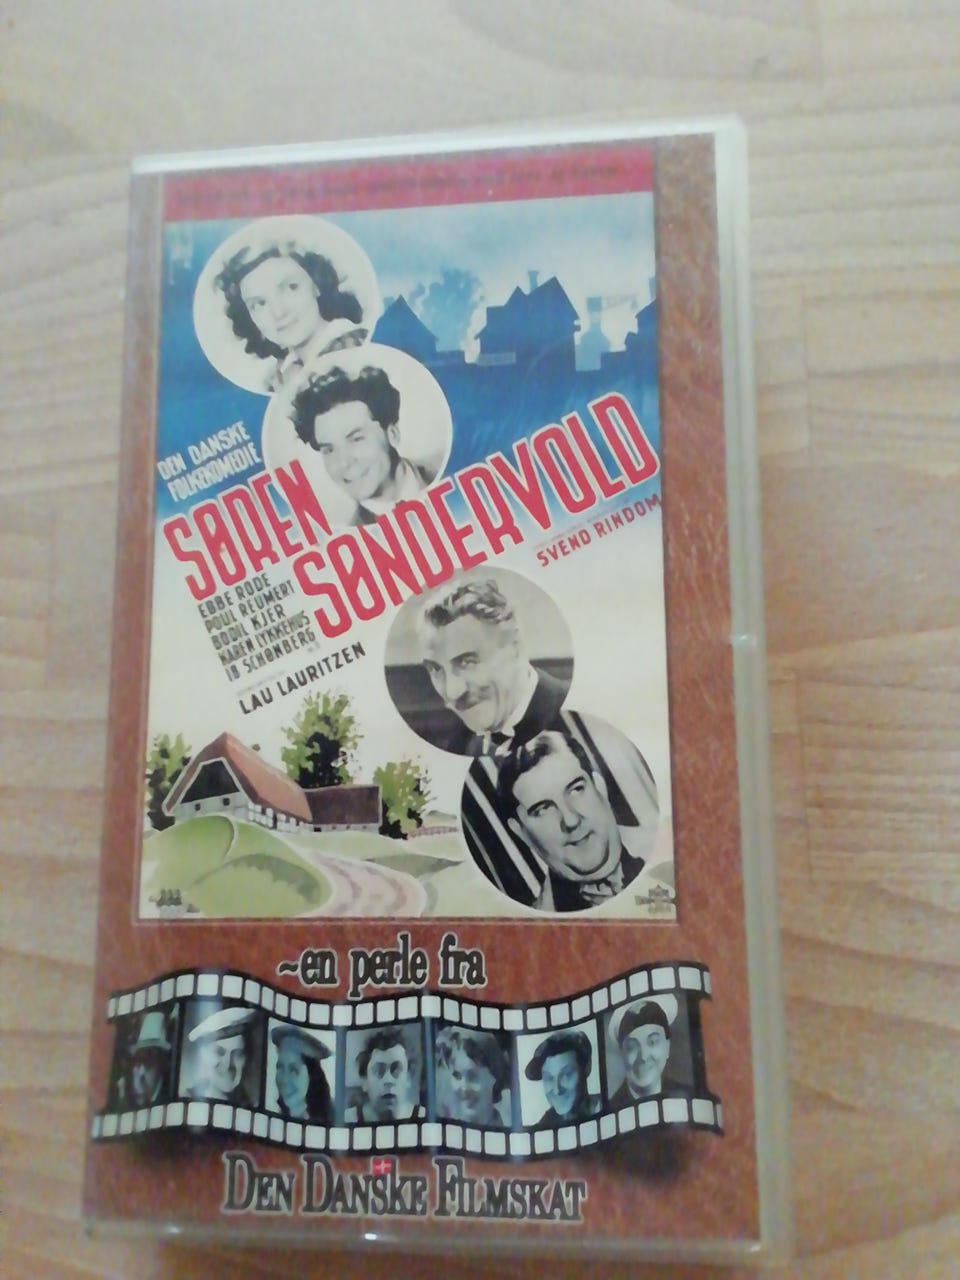 DEN DANSKE
FOLKEKOMEDIE
SØREN
SØNDERVOLD
SVEND RINDOM
EBBE RODE
POUL REUMERT
BODIL KJER
KAREN LYKKEHUS
IB SCHØNBERG
LAU LAURITZEN
~en perle fra
DEN DANSKE FILMSKAT